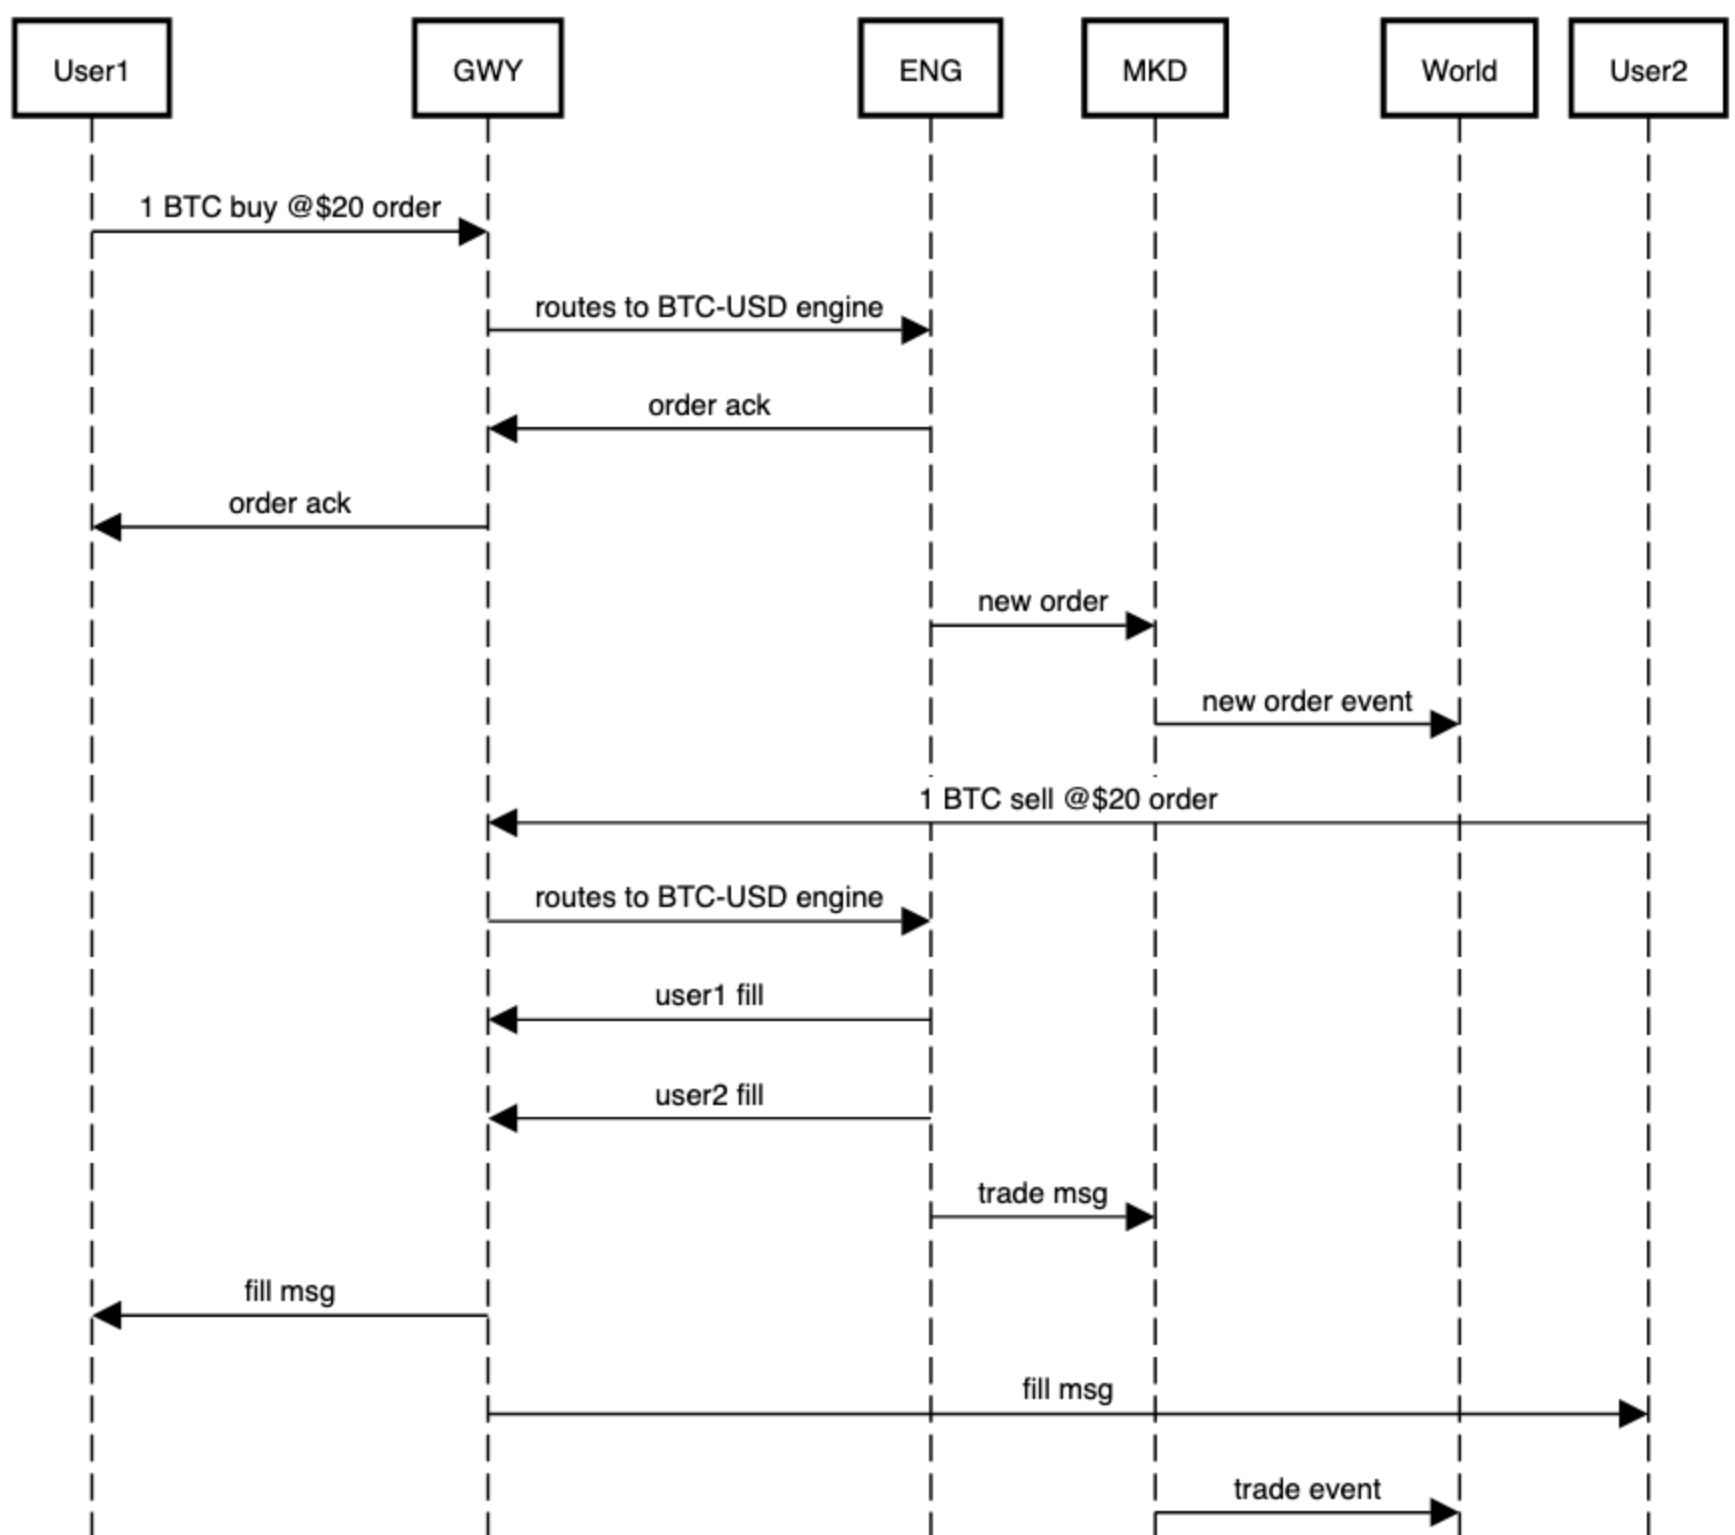 User1
GWY
ENG
MKD
World
User2
1 BTC buy @$20 order
routes to BTC-USD engine
order ack
order ack
new order
new order event
1 BTC sell @$20 order
routes to BTC-USD engine
user1 fill
user2 fill
trade msg
fill msg
fill msg
trade event